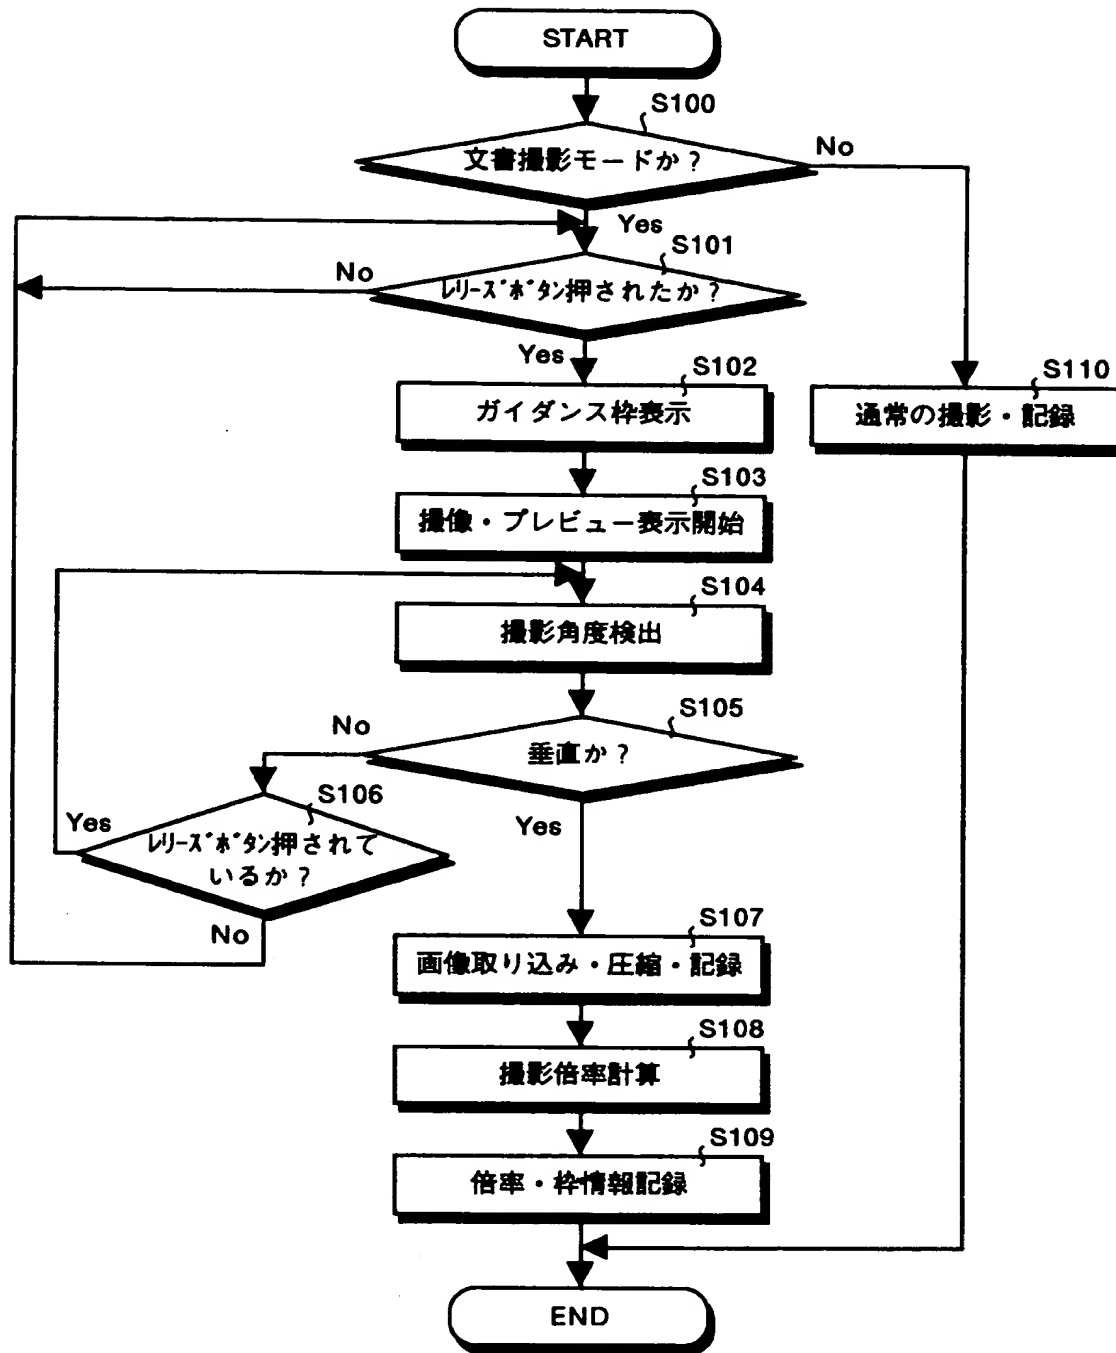 START
S100
文書撮影モードか？
No
Yes
S101
No
ﾚﾘｰｽﾞﾎﾞﾀﾝ押されたか？
Yes
S102
ガイダンス枠表示
S110
通常の撮影・記録
S103
撮像・プレビュー表示開始
S104
撮影角度検出
S105
No
垂直か？
Yes
S106
Yes
ﾚﾘｰｽﾞﾎﾞﾀﾝ押されて
いるか？
No
S107
画像取り込み・圧縮・記録
S108
撮影倍率計算
S109
倍率・枠情報記録
END